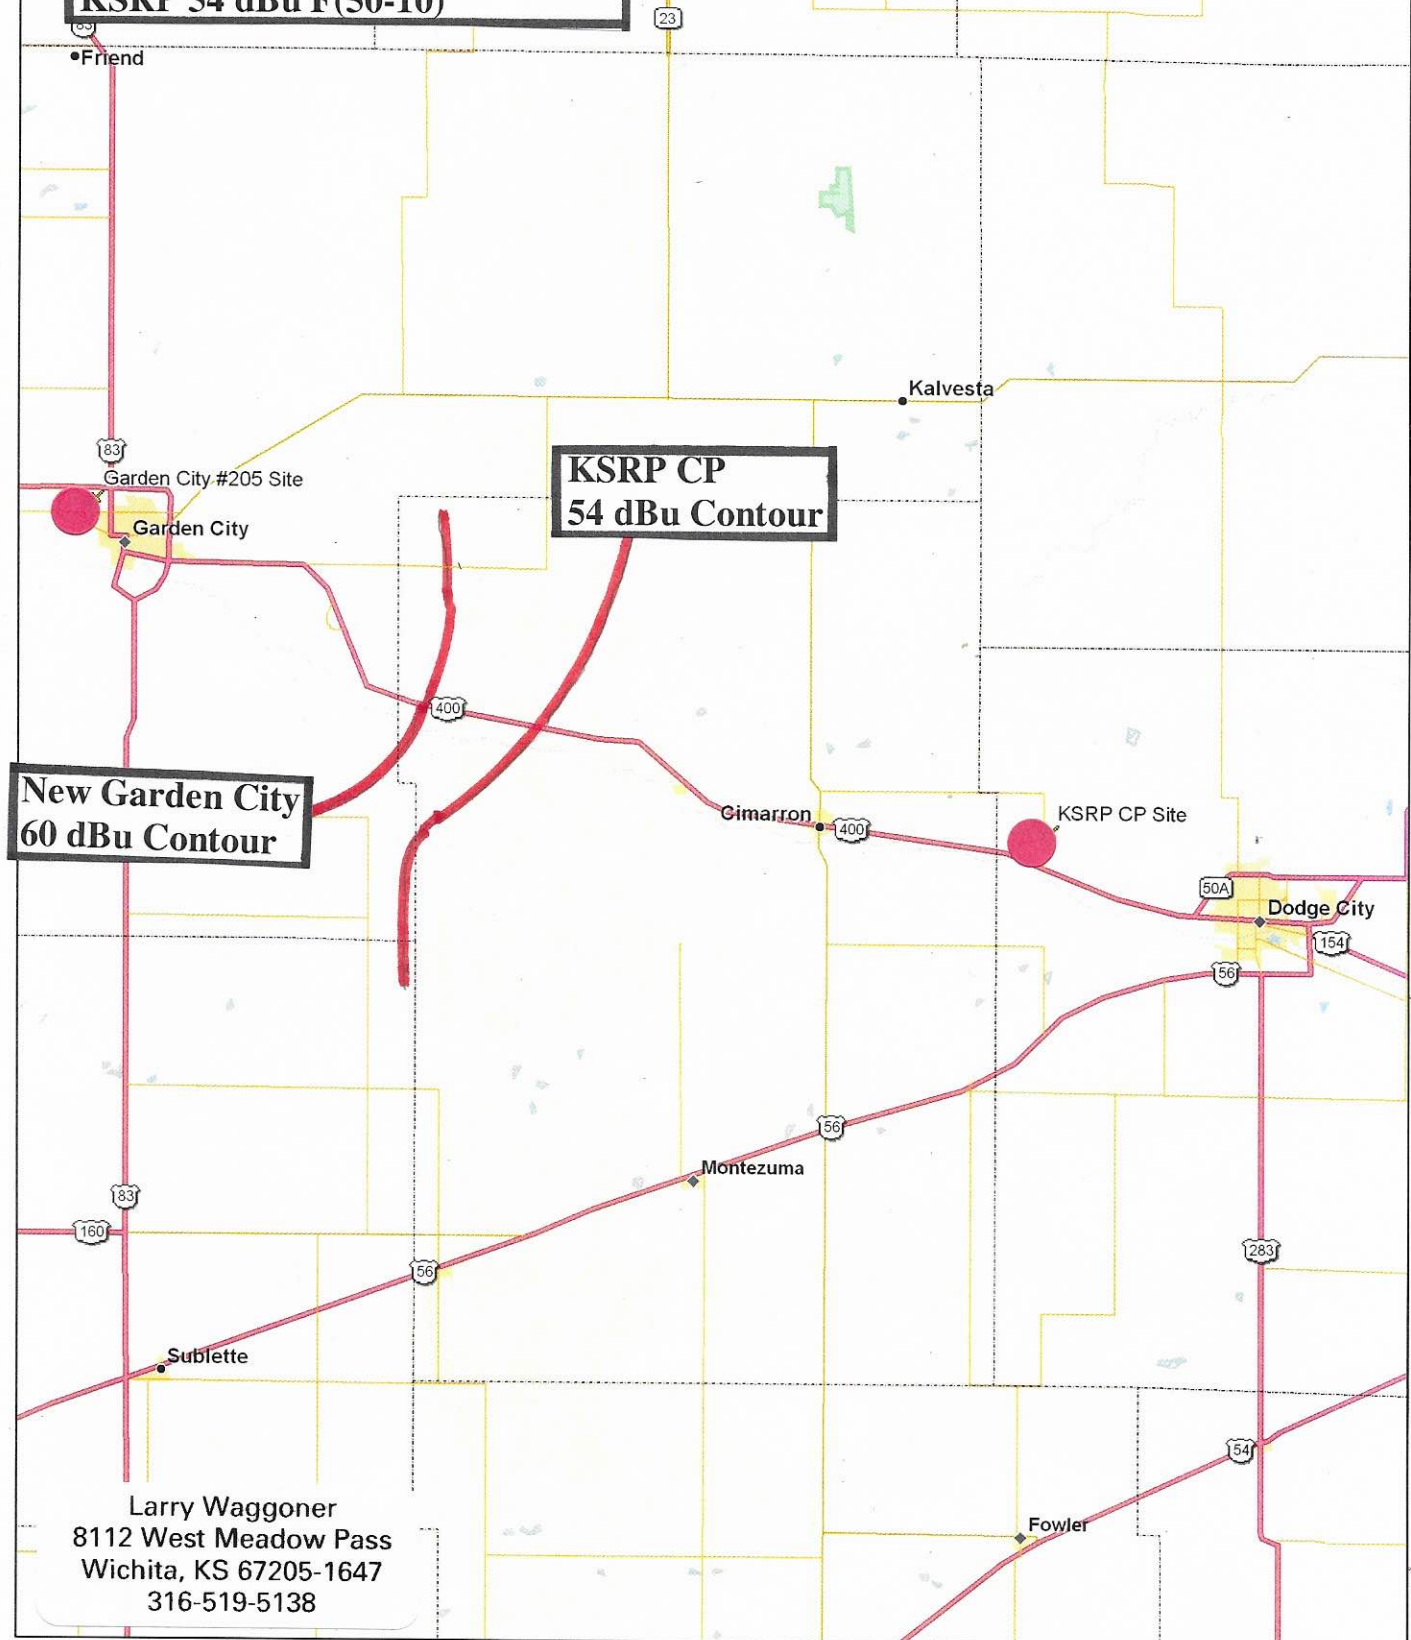 KSRP 54 dBu F(50-10)
83
23
Friend
Kalvesta
83
Garden City #205 Site
Garden City
KSRP CP
54 dBu Contour
400
New Garden City
60 dBu Contour
Cimarron
400
KSRP CP Site
50A
Dodge City
154
56
56
Montezuma
83
160
283
56
Sublette
54
Larry Waggoner
8112 West Meadow Pass
Wichita, KS 67205-1647
316-519-5138
Fowler